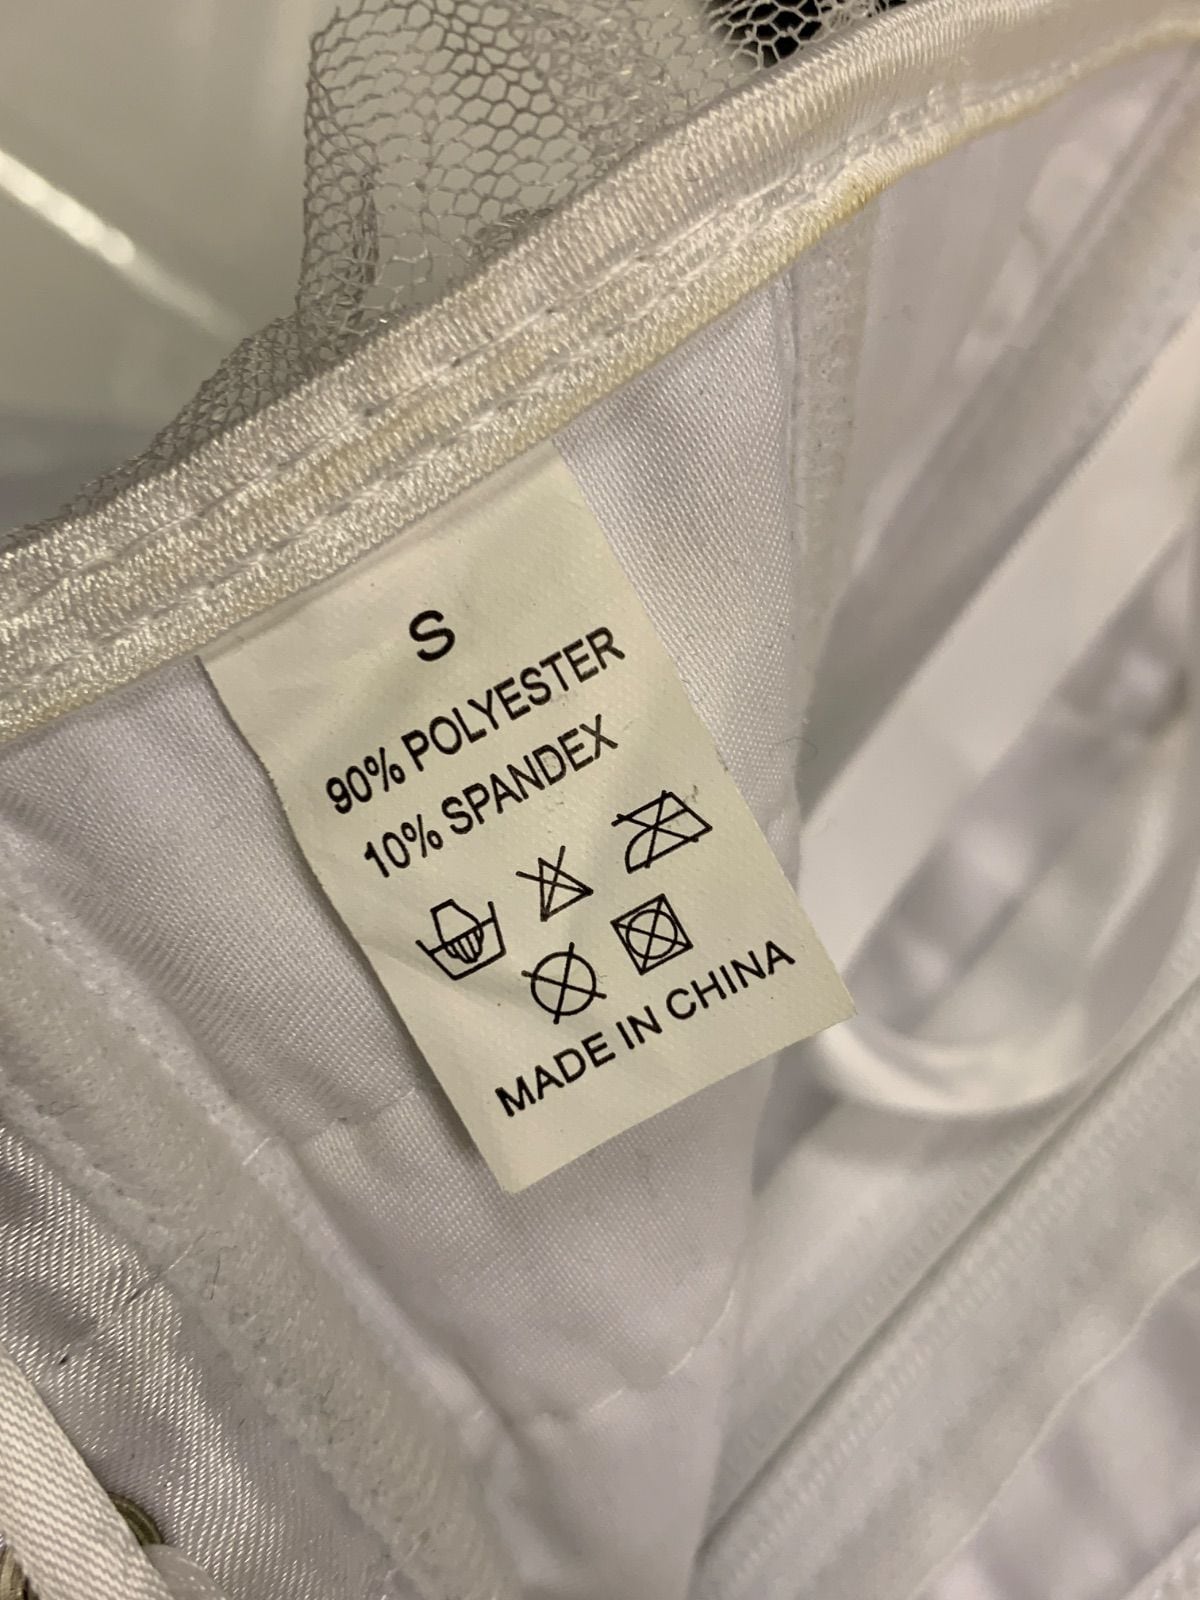 S
90% POLYESTER
10% SPANDEX
MADE IN CHINA